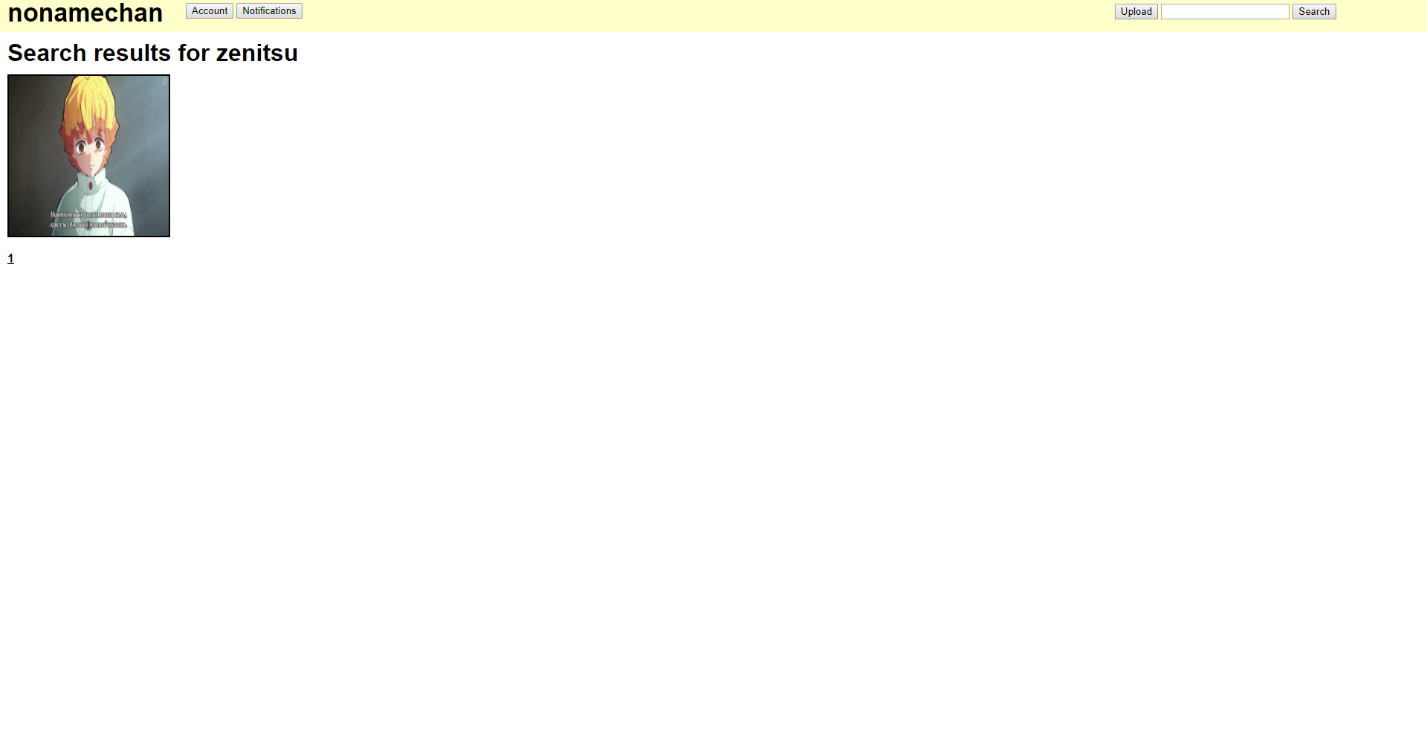 nonamechan
Account Notifications
Upload Search
Search results for zenitsu
1